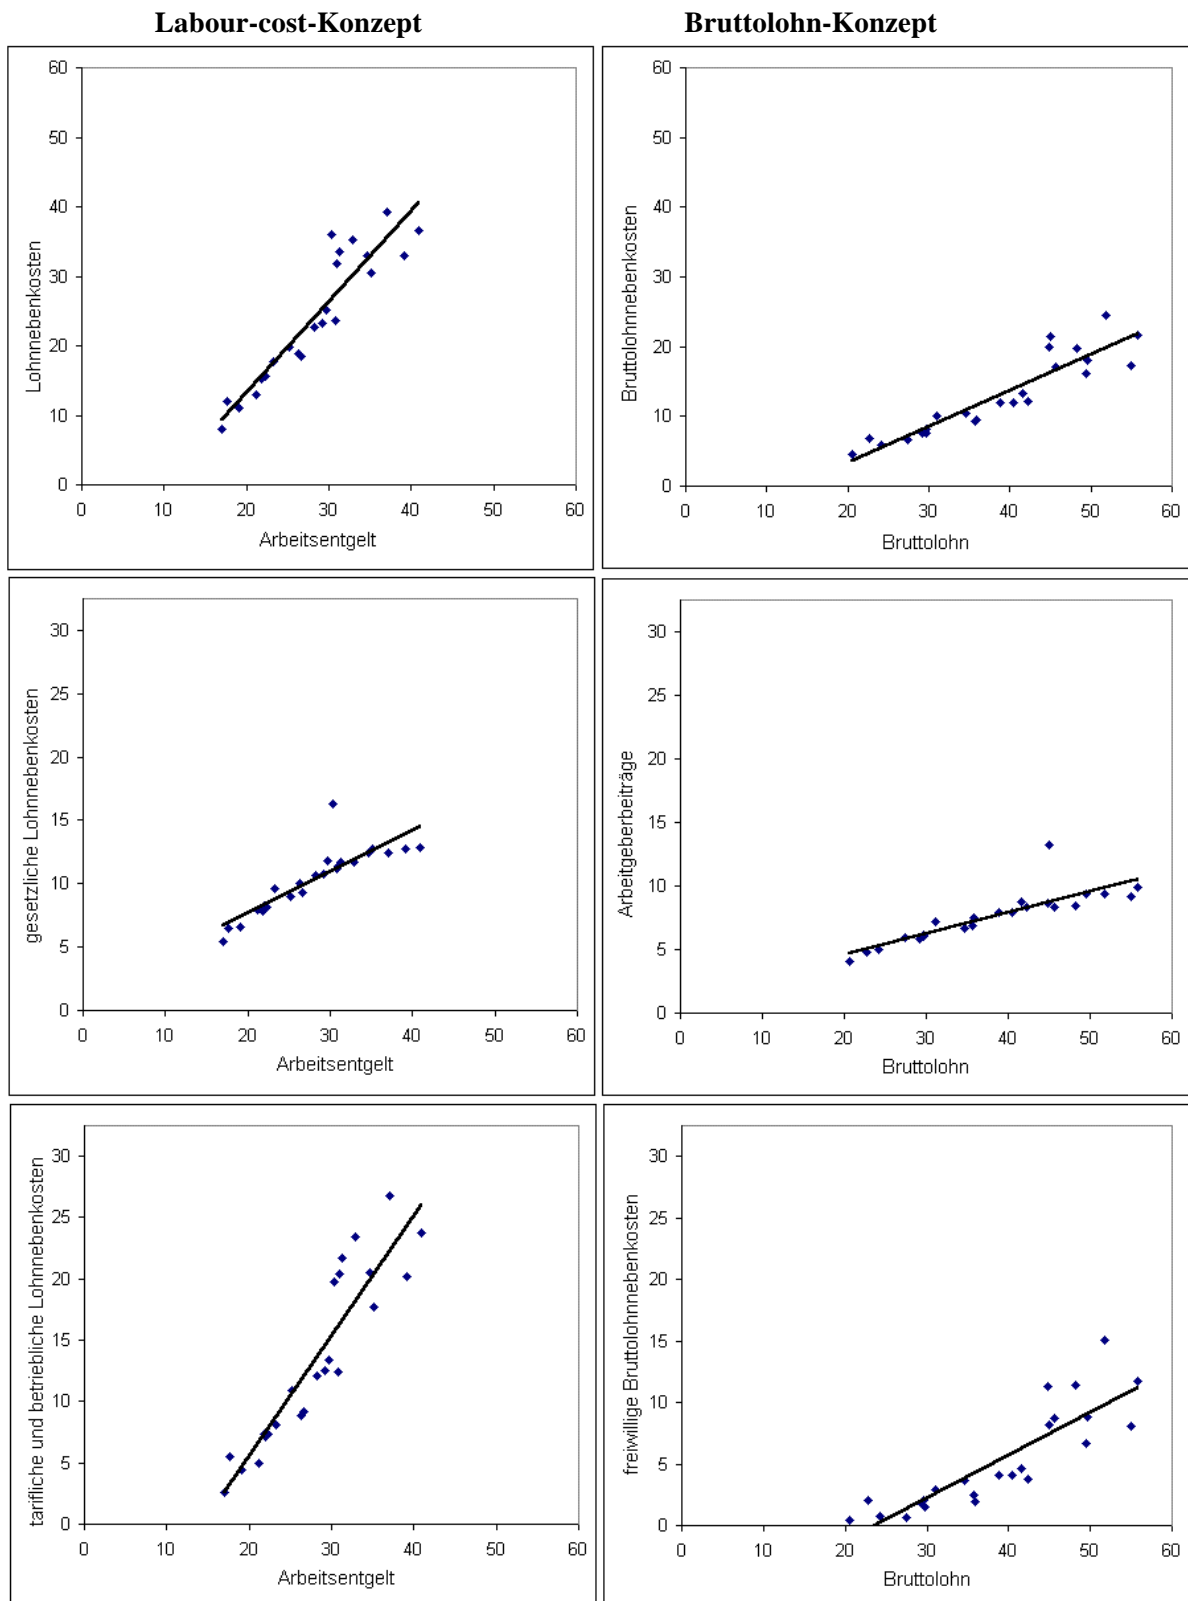 Labour-cost-Konzept
Bruttolohn-Konzept
60
50
40
30
20
10
0
Lohnnebenkosten
0 10 20 30 40 50 60
Arbeitsentgelt
60
50
40
30
20
10
0
Bruttolohnnebenkosten
0 10 20 30 40 50 60
Bruttolohn
30
25
20
15
10
5
0
gesetzliche Lohnnebenkosten
0 10 20 30 40 50 60
Arbeitsentgelt
30
25
20
15
10
5
0
Arbeitgeberbeiträge
0 10 20 30 40 50 60
Bruttolohn
30
25
20
15
10
5
0
tarifliche und betriebliche Lohnnebenkosten
0 10 20 30 40 50 60
Arbeitsentgelt
30
25
20
15
10
5
0
freiwillige Bruttolohnnebenkosten
0 10 20 30 40 50 60
Bruttolohn